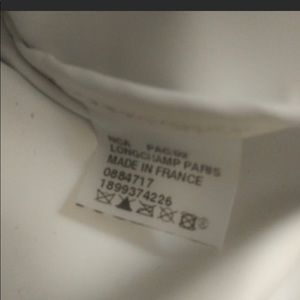 LONGCHAMP PARIS
MADE IN FRANCE
0884717
1899374226